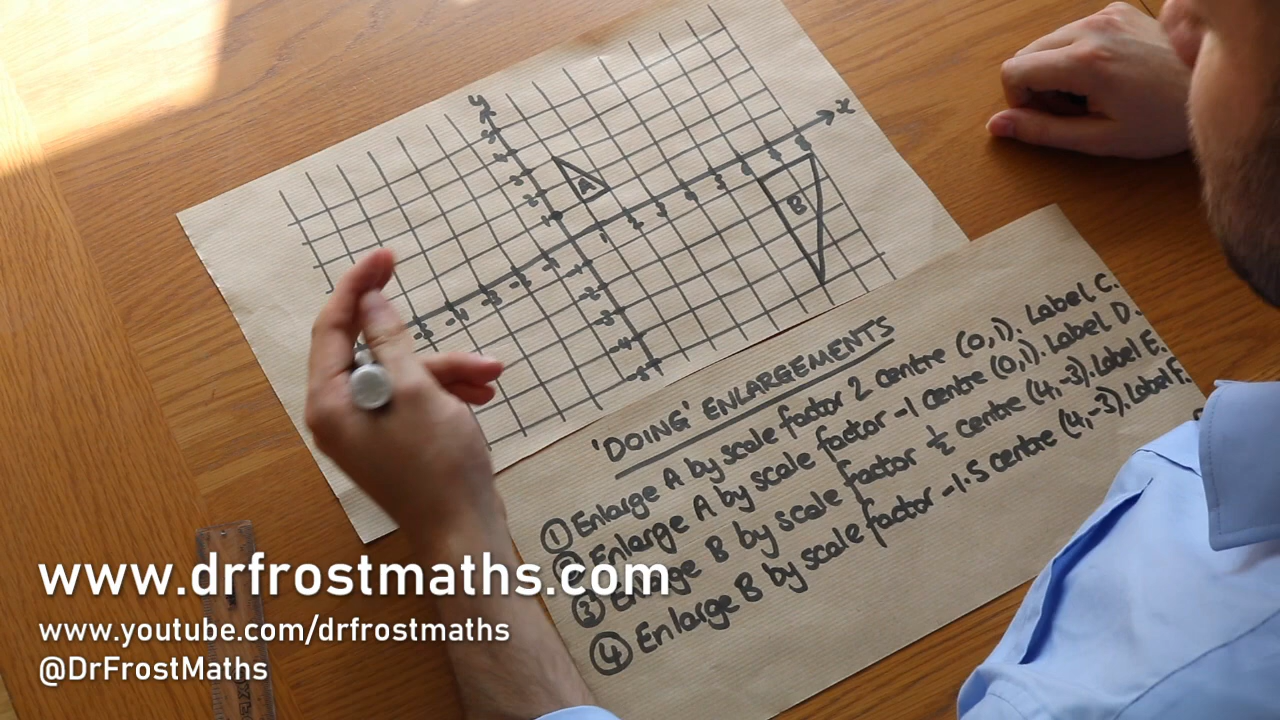 y
x
A
B
'DOING' ENLARGEMENTS
① Enlarge A by scale factor 2 centre (0,1). Label C.
② Enlarge A by scale factor -1 centre (0,1). Label D.
③ Enlarge B by scale factor ½ centre (4,-3). Label E.
④ Enlarge B by scale factor -1.5 centre (4,-3). Label F.
www.drfrostmaths.com
www.youtube.com/drfrostmaths
@DrFrostMaths